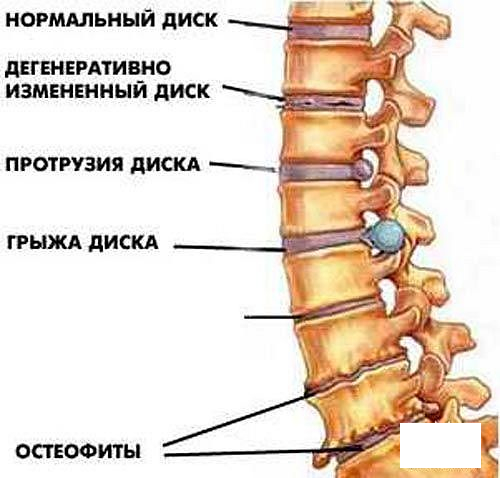 НОРМАЛЬНЫЙ ДИСК
ДЕГЕНЕРАТИВНО
ИЗМЕНЕННЫЙ ДИСК
ПРОТРУЗИЯ ДИСКА
ГРЫЖА ДИСКА
ОСТЕОФИТЫ